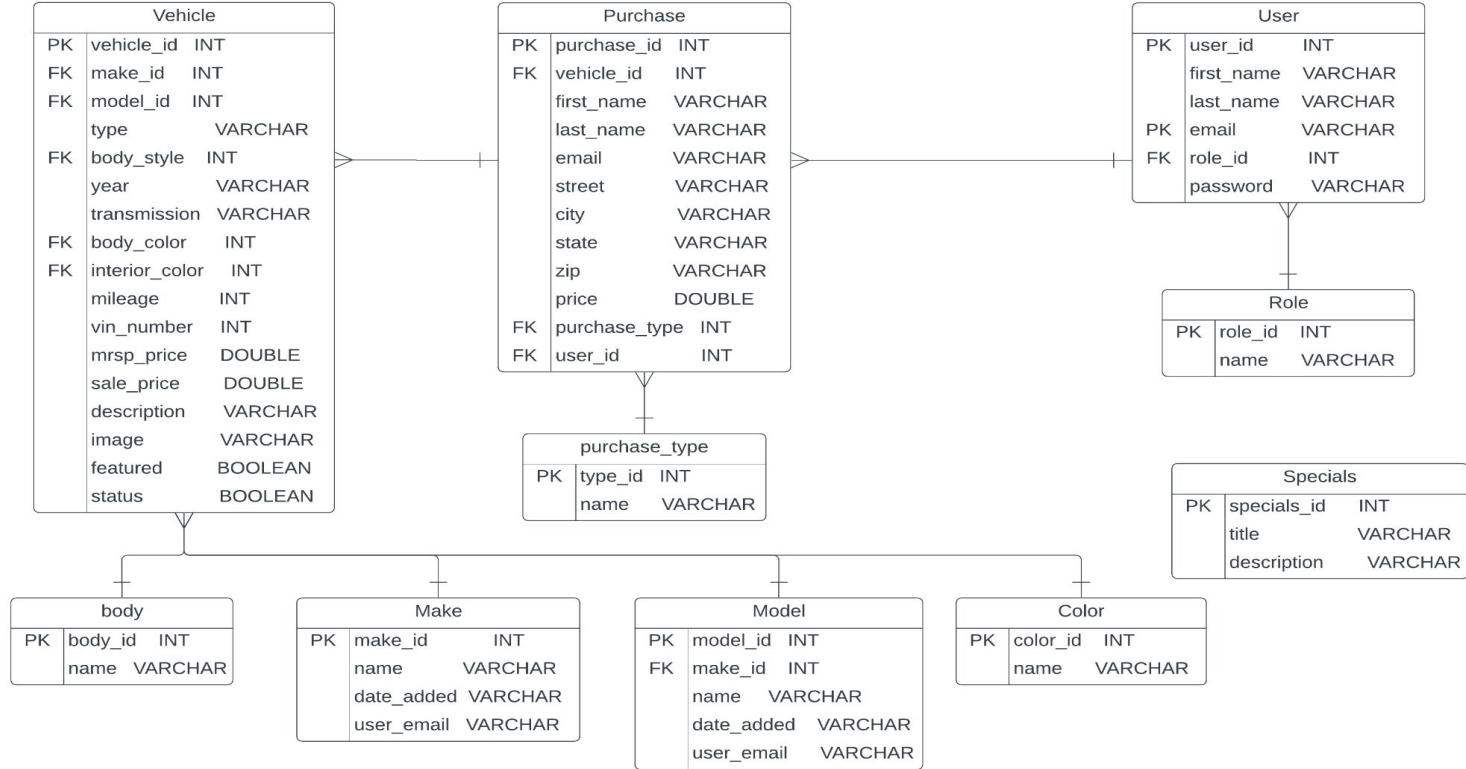 Vehicle
PK vehicle_id INT
FK make_id INT
FK model_id INT
type VARCHAR
FK body_style INT
year VARCHAR
transmission VARCHAR
FK body_color INT
FK interior_color INT
mileage INT
vin_number INT
mrsp_price DOUBLE
sale_price DOUBLE
description VARCHAR
image VARCHAR
featured BOOLEAN
status BOOLEAN
Purchase
PK purchase_id INT
FK vehicle_id INT
first_name VARCHAR
last_name VARCHAR
email VARCHAR
street VARCHAR
city VARCHAR
state VARCHAR
zip VARCHAR
price DOUBLE
FK purchase_type INT
FK user_id INT
User
PK user_id INT
first_name VARCHAR
last_name VARCHAR
PK email VARCHAR
FK role_id INT
password VARCHAR
Role
PK role_id INT
name VARCHAR
purchase_type
PK type_id INT
name VARCHAR
Specials
PK specials_id INT
title VARCHAR
description VARCHAR
body
PK body_id INT
name VARCHAR
Make
PK make_id INT
name VARCHAR
date_added VARCHAR
user_email VARCHAR
Model
PK model_id INT
FK make_id INT
name VARCHAR
date_added VARCHAR
user_email VARCHAR
Color
PK color_id INT
name VARCHAR